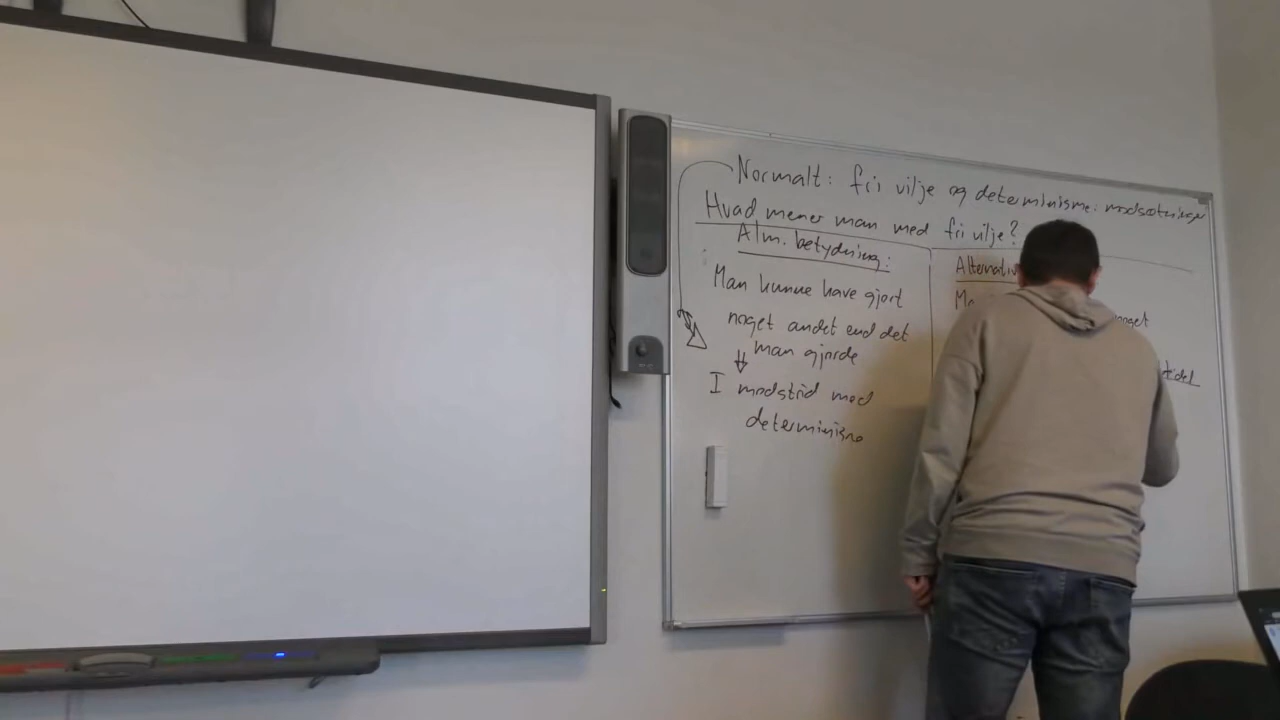 Normalt: fri vilje og determinisme: modsætninger
Hvad mener man med fri vilje?
Alm. betydning:
Man kunne have gjort
noget andet end det
man gjorde
⇓
I modstrid med
determinisme
Alternativ